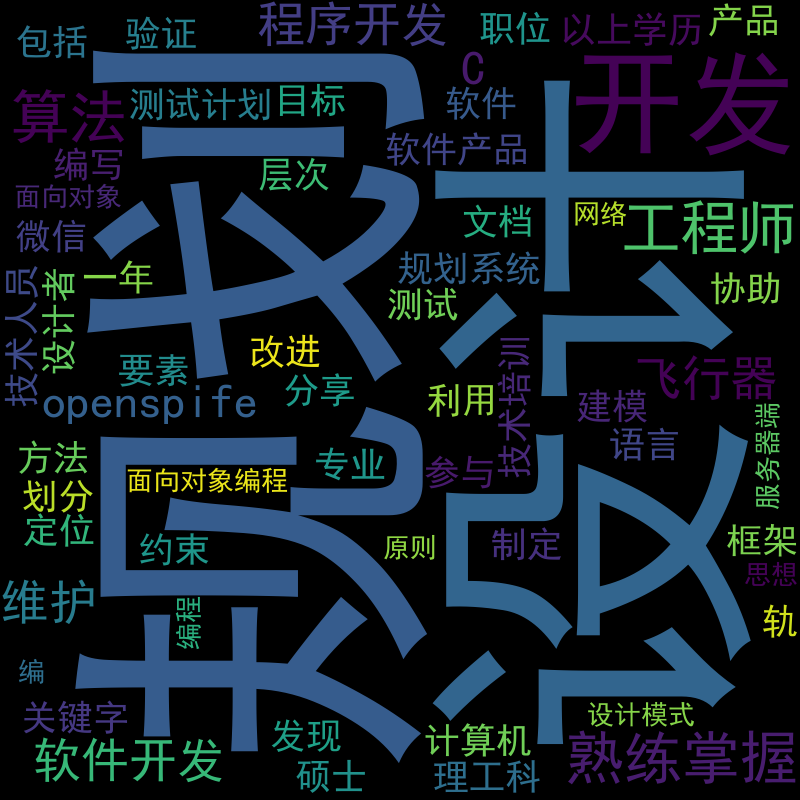 包括
验证
程序开发
职位
以上学历
产品
算法
测试计划
目标
C
软件
开发
编写
层次
软件产品
面向对象
微信
文档
网络
工程师
技术人员
设计者
一年
规划系统
协助
测试
规划
设计
改进
要素
分享
openspife
利用
技术培训
飞行器
建模
语言
服务器端
方法
面向对象编程
专业
参与
划分
定位
约束
原则
制定
框架
思想
维护
编程
轨
编
关键字
发现
设计模式
软件开发
硕士
计算机
理工科
熟练掌握